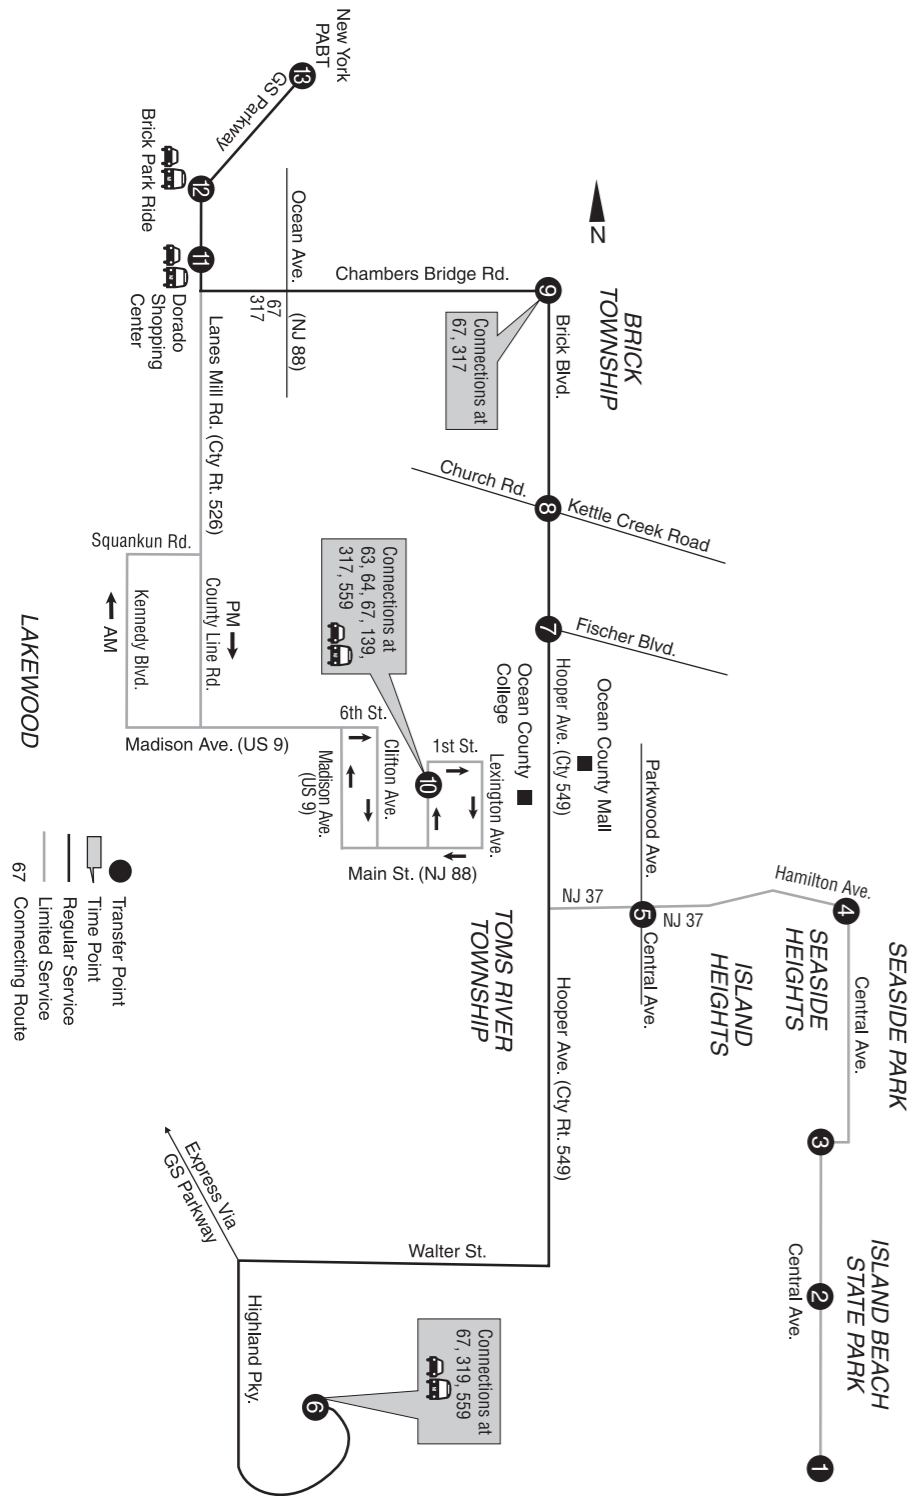 New York
PABT
13
GS Parkway
12
Brick Park Ride
11
Dorado
Shopping
Center
Ocean Ave.
(NJ 88)
67
317
Chambers Bridge Rd.
N
9
BRICK
TOWNSHIP
Brick Blvd.
Connections at
67, 317
Lanes Mill Rd. (Cty Rt. 526)
Church Rd.
8
Kettle Creek Road
Squankun Rd.
County Line Rd.
PM
Kennedy Blvd.
AM
LAKEWOOD
Connections at
63, 64, 67, 139,
317, 559
7
Fischer Blvd.
Hooper Ave. (Cty 549)
Ocean County Mall
Ocean County
College
Madison Ave. (US 9)
6th St.
Madison Ave.
(US 9)
Clifton Ave.
1st St.
10
Lexington Ave.
Main St. (NJ 88)
Parkwood Ave.
NJ 37
5
NJ 37
Central Ave.
Hamilton Ave.
4
SEASIDE PARK
SEASIDE
HEIGHTS
ISLAND
HEIGHTS
Central Ave.
TOMS RIVER
TOWNSHIP
Hooper Ave. (Cty Rt. 549)
3
ISLAND BEACH
STATE PARK
2
Central Ave.
1
Walter St.
Express Via
GS Parkway
Highland Pky.
6
Connections at
67, 319, 559
Transfer Point
Time Point
Regular Service
Limited Service
67 Connecting Route